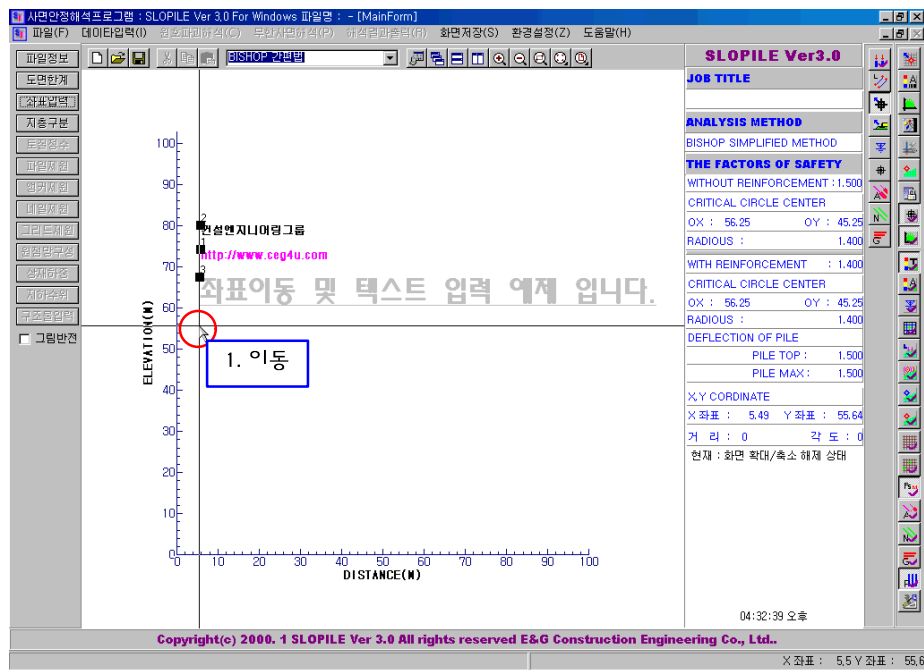 사면안정해석프로그램 : SLOPILE Ver 3.0 For Windows 파일명 : - [MainForm]
파일(F) 데이타입력(I) 원호파괴해석(C) 무한사면해석(P) 해석결과출력(R) 화면저장(S) 환경설정(Z) 도움말(H)
BISHOP 간편법
파일정보
도면한계
좌표입력
지층구분
토질정수
파일제원
앵커제원
네일제원
그리드제원
원점망구성
상재하중
지하수위
구조물입력
그림반전
100
90
80
70
60
50
40
30
20
10
0
ELEVATION(M)
2
건설엔지니어링그룹
1
http://www.ceg4u.com
3
좌표이동 및 텍스트 입력 예제 입니다.
1. 이동
0 10 20 30 40 50 60 70 80 90 100
DISTANCE(M)
SLOPILE Ver3.0
JOB TITLE
ANALYSIS METHOD
BISHOP SIMPLIFIED METHOD
THE FACTORS OF SAFETY
WITHOUT REINFORCEMENT : 1.500
CRITICAL CIRCLE CENTER
OX : 56.25 OY : 45.25
RADIOUS : 1.400
WITH REINFORCEMENT : 1.400
CRITICAL CIRCLE CENTER
OX : 56.25 OY : 45.25
RADIOUS : 1.400
DEFLECTION OF PILE
PILE TOP : 1.500
PILE MAX : 1.500
X,Y CORDINATE
X 좌표 : 5.49 Y 좌표 : 55.64
거 리 : 0 각 도 : 0
현재 : 화면 확대/축소 해제 상태
04:32:39 오후
Copyright(c) 2000. 1 SLOPILE Ver 3.0 All rights reserved E&G Construction Engineering Co., Ltd..
X 좌표 : 5.5 Y 좌표 : 55.6